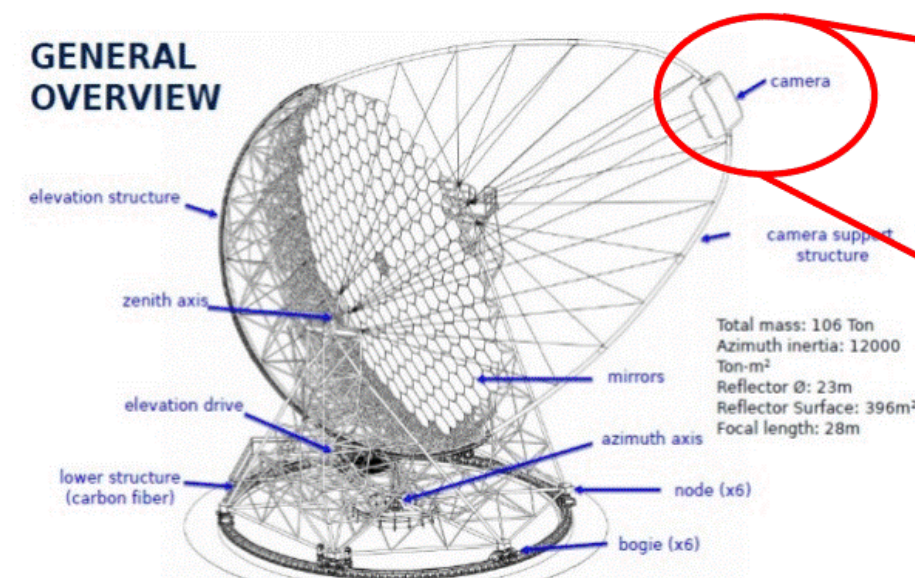 GENERAL
OVERVIEW
camera
elevation structure
camera support
structure
zenith axis
Total mass: 106 Ton
Azimuth inertia: 12000
Ton-m²
Reflector Ø: 23m
Reflector Surface: 396m²
Focal length: 28m
mirrors
elevation drive
azimuth axis
lower structure
(carbon fiber)
node (x6)
bogie (x6)